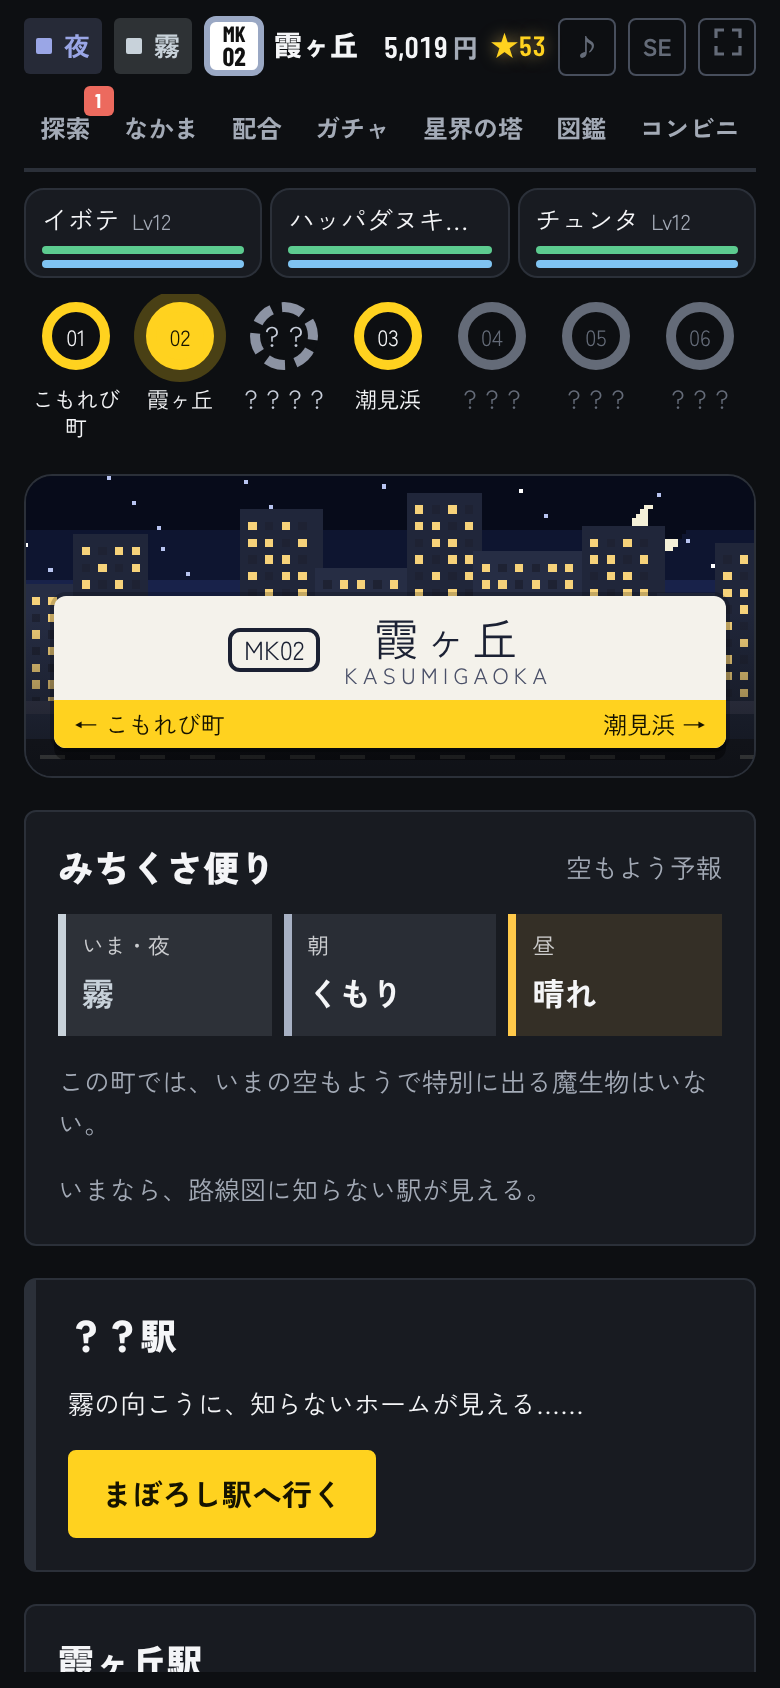 夜 霧 MK 02 霞ヶ丘 5,019 円 ★53 ♪ SE
1
探索 なかま 配合 ガチャ 星界の塔 図鑑 コンビニ
イボテ Lv12 ハッパダヌキ… チュンタ Lv12
01 02 ？？ 03 04 05 06
こもれび町 霞ヶ丘 ？？？？ 潮見浜 ？？？ ？？？ ？？？
MK02 霞ヶ丘
KASUMIGAOKA
← こもれび町 潮見浜 →
みちくさ便り 空もよう予報
いま・夜 朝 昼
霧 くもり 晴れ
この町では、いまの空もようで特別に出る魔生物はいな
い。
いまなら、路線図に知らない駅が見える。
？？駅
霧の向こうに、知らないホームが見える……
まぼろし駅へ行く
霞ヶ丘駅